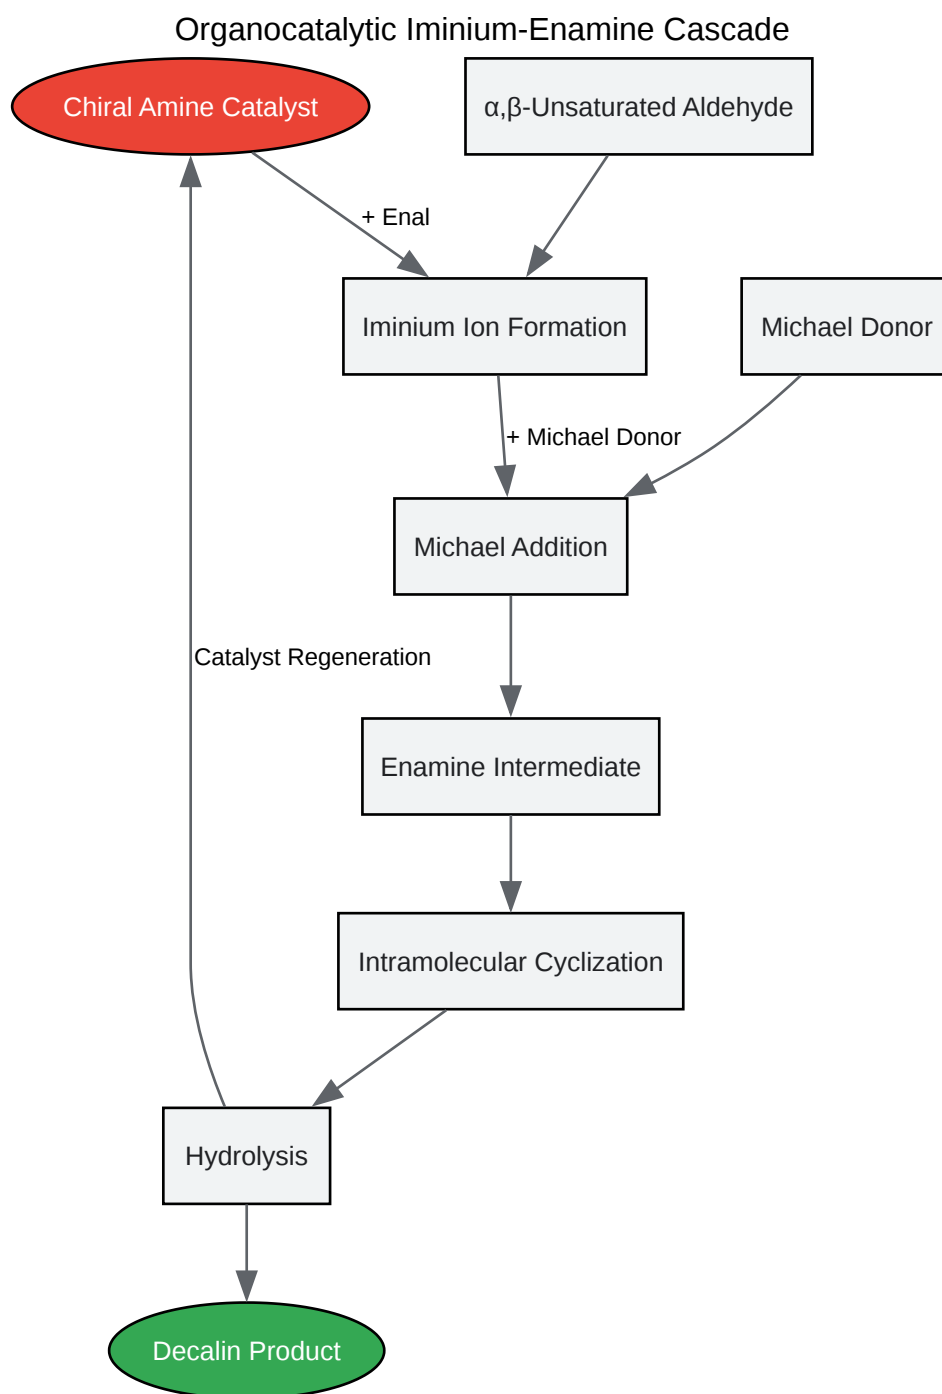 Organocatalytic Iminium-Enamine Cascade
Chiral Amine Catalyst
α,β-Unsaturated Aldehyde
+ Enal
Iminium Ion Formation
Michael Donor
+ Michael Donor
Michael Addition
Catalyst Regeneration
Enamine Intermediate
Intramolecular Cyclization
Hydrolysis
Decalin Product